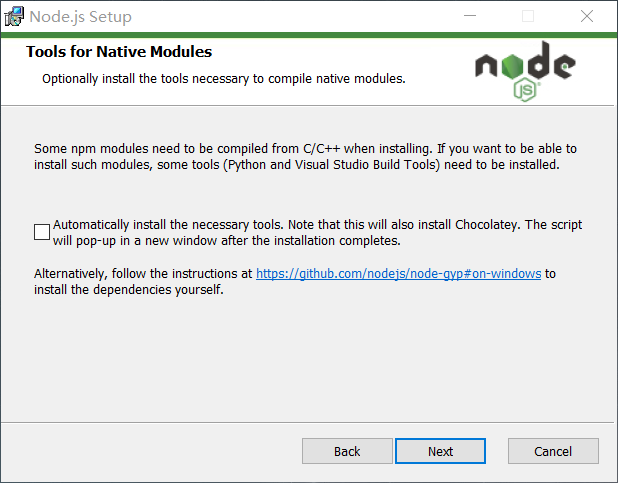 Node.js Setup
Tools for Native Modules
Optionally install the tools necessary to compile native modules.
node
JS
Some npm modules need to be compiled from C/C++ when installing. If you want to be able to
install such modules, some tools (Python and Visual Studio Build Tools) need to be installed.
Automatically install the necessary tools. Note that this will also install Chocolatey. The script
will pop-up in a new window after the installation completes.
Alternatively, follow the instructions at https://github.com/nodejs/node-gyp#on-windows to
install the dependencies yourself.
Back
Next
Cancel